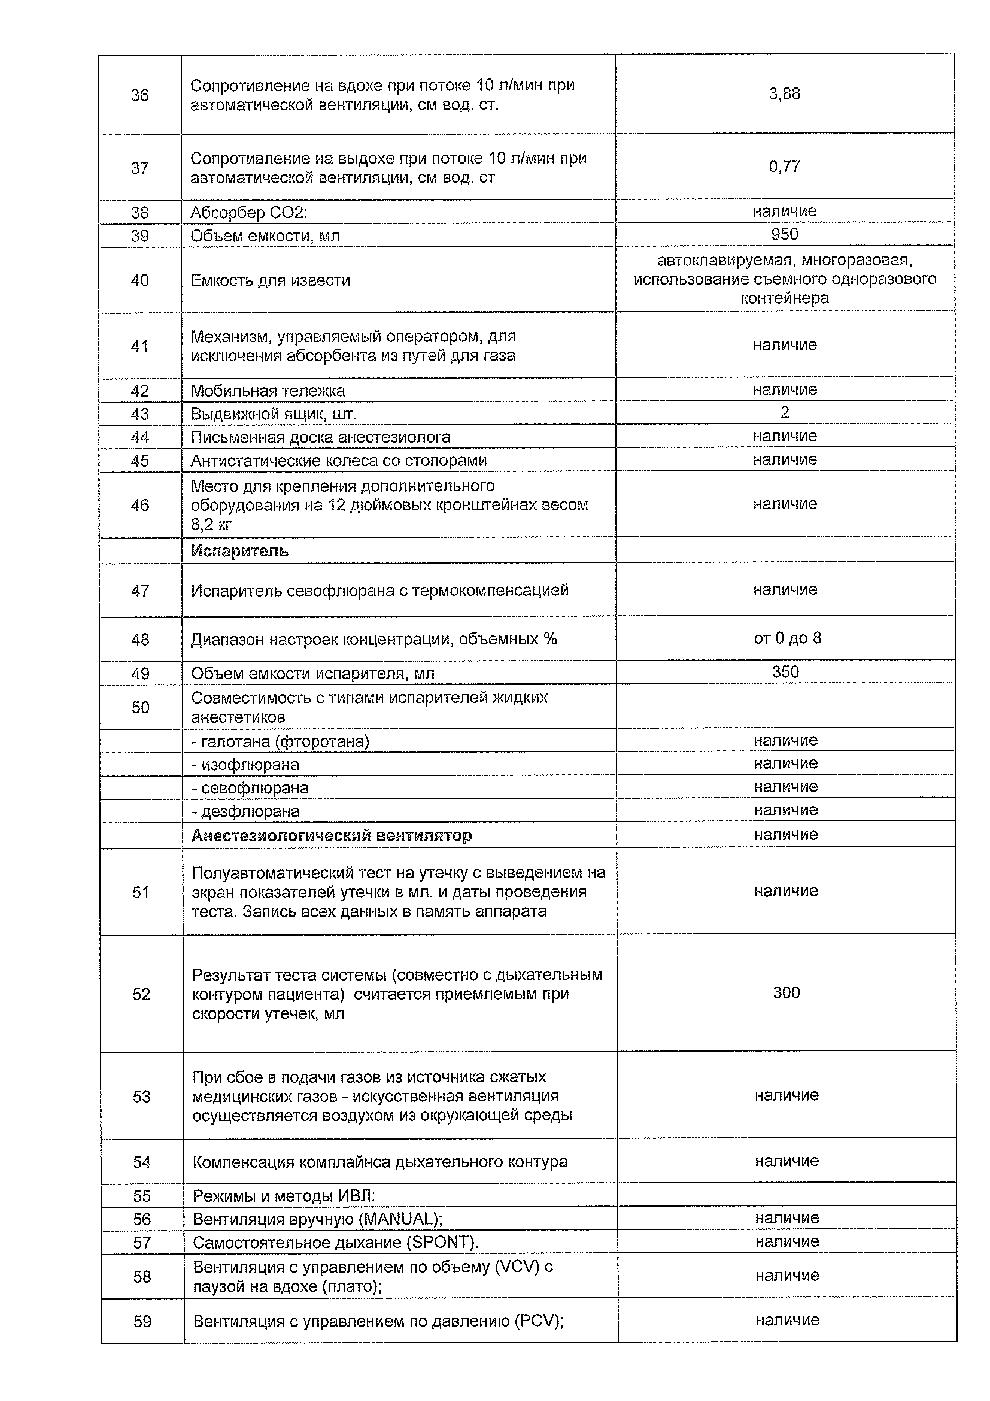 36
Сопротивление на вдохе при потоке 10 л/мин при
автоматической вентиляции, см вод. ст.
3,88
37
Сопротивление на выдохе при потоке 10 л/мин при
автоматической вентиляции, см вод. ст
0,77
38 Абсорбер СО2: наличие
39 Объем емкости, мл 950
40 Емкость для извести
автоклавируемая, многоразовая,
использование съемного одноразового
контейнера
41
Механизм, управляемый оператором, для
исключения абсорбента из путей для газа
наличие
42 Мобильная тележка наличие
43 Выдвижной ящик, шт. 2
44 Письменная доска анестезиолога наличие
45 Антистатические колеса со стопорами наличие
46
Место для крепления дополнительного
оборудования на 12 дюймовых кронштейнах весом
8,2 кг
наличие
Испаритель
47 Испаритель севофлюрана с термокомпенсацией наличие
48 Диапазон настроек концентрации, объемных % от 0 до 8
49 Объем емкости испарителя, мл 350
50
Совместимость с типами испарителей жидких
анестетиков
- галотана (фторотана) наличие
- изофлюрана наличие
- севофлюрана наличие
- дезфлюрана наличие
Анестезиологический вентилятор наличие
51
Полуавтоматический тест на утечку с выведением на
экран показателей утечки в мл. и даты проведения
теста. Запись всех данных в память аппарата
наличие
52
Результат теста системы (совместно с дыхательным
контуром пациента) считается приемлемым при
скорости утечек, мл
300
53
При сбое в подачи газов из источника сжатых
медицинских газов - искусственная вентиляция
осуществляется воздухом из окружающей среды
наличие
54 Компенсация комплайнса дыхательного контура наличие
55 Режимы и методы ИВЛ:
56 Вентиляция вручную (MANUAL); наличие
57 Самостоятельное дыхание (SPONT). наличие
58
Вентиляция с управлением по объему (VCV) с
паузой на вдохе (плато);
наличие
59 Вентиляция с управлением по давлению (PCV); наличие